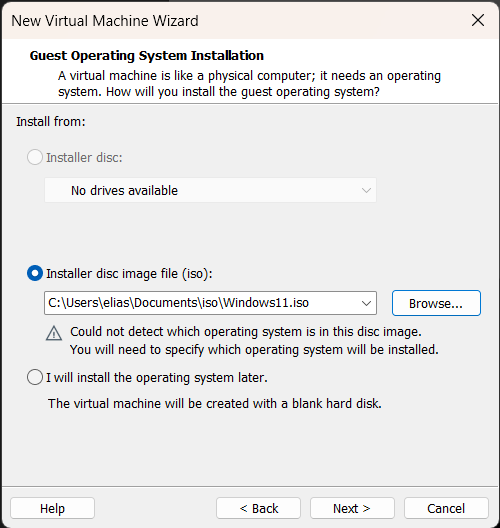 New Virtual Machine Wizard
Guest Operating System Installation
A virtual machine is like a physical computer; it needs an operating
system. How will you install the guest operating system?
Install from:
Installer disc:
No drives available
Installer disc image file (iso):
C:\Users\elias\Documents\iso\Windows11.iso
Browse...
Could not detect which operating system is in this disc image.
You will need to specify which operating system will be installed.
I will install the operating system later.
The virtual machine will be created with a blank hard disk.
Help
< Back
Next >
Cancel